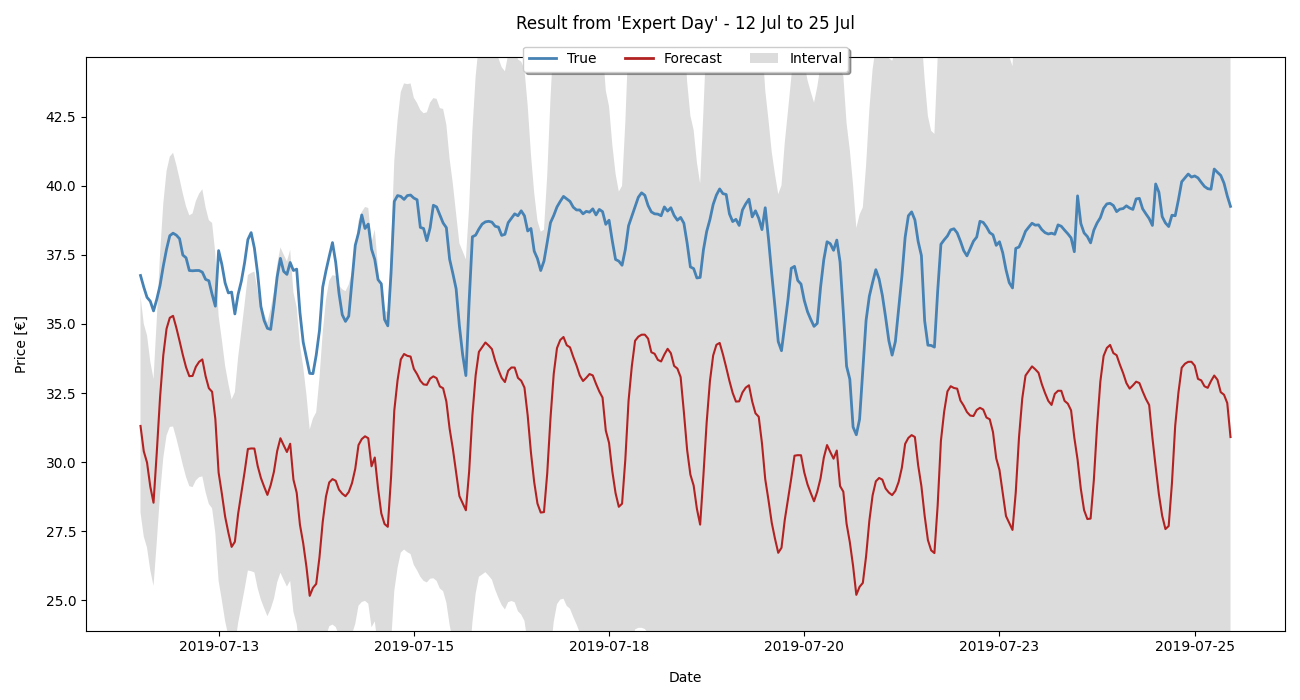 Result from 'Expert Day' - 12 Jul to 25 Jul
True Forecast Interval
42.5
40.0
37.5
35.0
32.5
30.0
27.5
25.0
Price [€]
2019-07-13 2019-07-15 2019-07-18 2019-07-20 2019-07-23 2019-07-25
Date